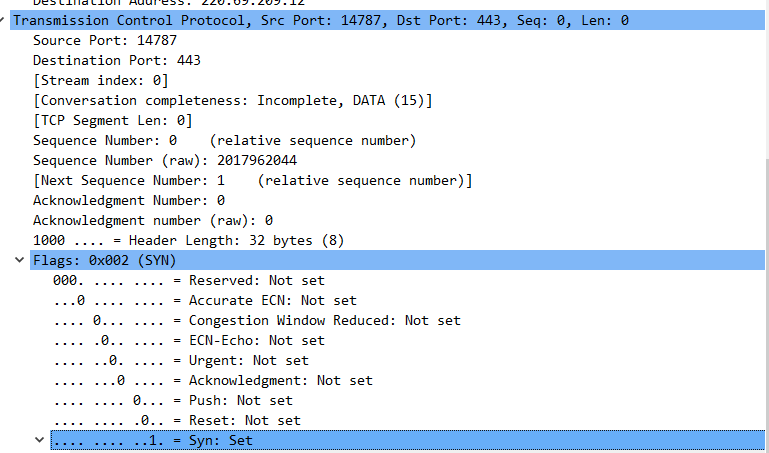 Destination Address: 220.69.209.12
Transmission Control Protocol, Src Port: 14787, Dst Port: 443, Seq: 0, Len: 0
Source Port: 14787
Destination Port: 443
[Stream index: 0]
[Conversation completeness: Incomplete, DATA (15)]
[TCP Segment Len: 0]
Sequence Number: 0    (relative sequence number)
Sequence Number (raw): 2017962044
[Next Sequence Number: 1    (relative sequence number)]
Acknowledgment Number: 0
Acknowledgment number (raw): 0
1000 .... = Header Length: 32 bytes (8)
Flags: 0x002 (SYN)
000. .... .... = Reserved: Not set
...0 .... .... = Accurate ECN: Not set
.... 0... .... = Congestion Window Reduced: Not set
.... .0.. .... = ECN-Echo: Not set
.... ..0. .... = Urgent: Not set
.... ...0 .... = Acknowledgment: Not set
.... .... 0... = Push: Not set
.... .... .0.. = Reset: Not set
.... .... ..1. = Syn: Set